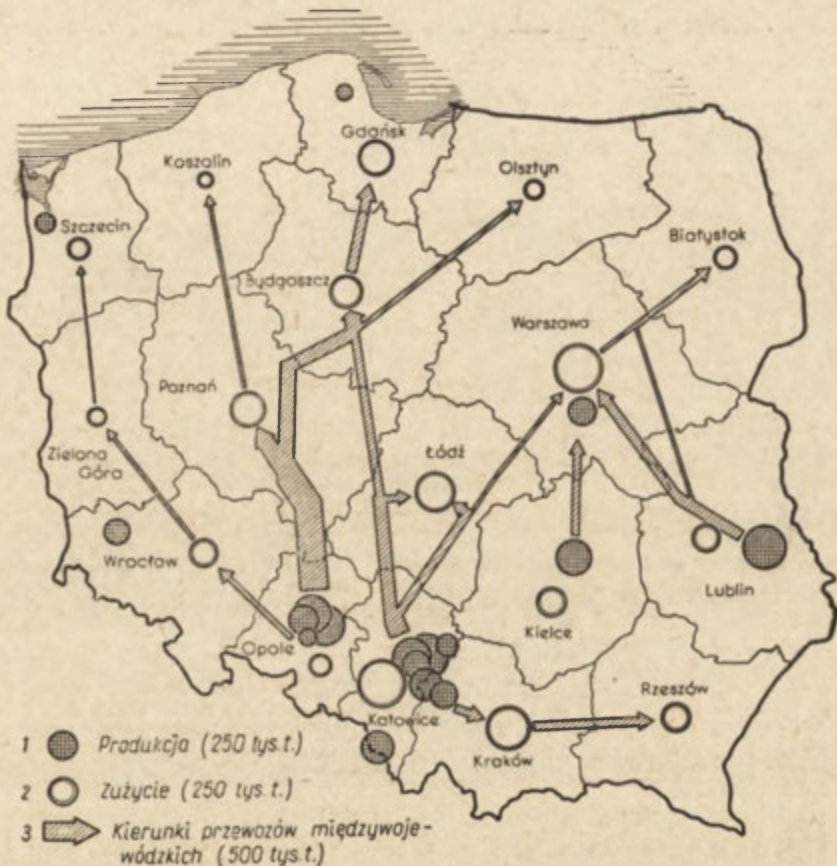 Gdańsk
Koszalin
Olsztyn
Szczecin
Białystok
Bydgoszcz
Warszawa
Poznań
Łódź
Zielona
Góra
Wrocław
Lublin
Kielce
Opole
Rzeszów
Katowice
Kraków
1 Produkcja (250 tys.t.)
2 Zużycie (250 tys.t.)
3 Kierunki przewozów międzywoje-
wódzkich (500 tys.t.)